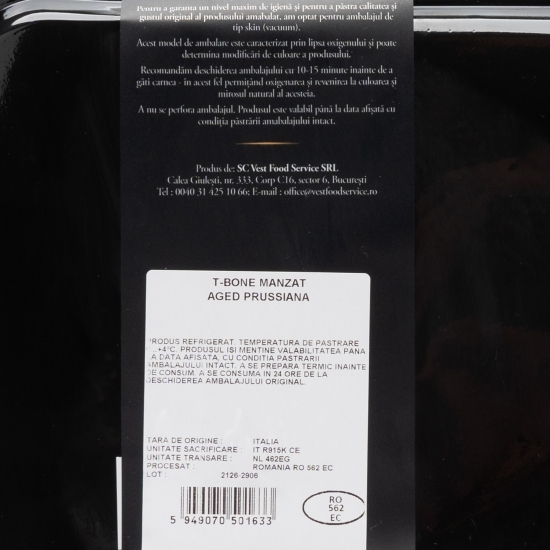 Pentru a garanta un nivel maxim de igienă și pentru a păstra calitatea și
gustul original al produsului amabalat, am optat pentru ambalajul de
tip skin (vacuum).
Acest model de ambalare este caracterizat prin lipsa oxigenului și poate
determina modificări de culoare a produsului.
Recomandăm deschiderea ambalajului cu 10-15 minute inainte de a
găti carnea - in acest fel permițând oxigenarea și revenirea la culoarea și
mirosul natural al acesteia.
A nu se perfora ambalajul. Produsul este valabil până la data afișată cu
condiția păstrării amabalajului intact.
Produs de: SC Vest Food Service SRL
Calea Giulești, nr. 333, Corp C16, sector 6, București
Tel : 0040 31 425 10 66; E-mail : office@vestfoodservice.ro
T-BONE MANZAT
AGED PRUSSIANA
PRODUS REFRIGERAT. TEMPERATURA DE PASTRARE
+4°C. PRODUSUL ISI MENTINE VALABILITATEA PANA
LA DATA AFISATA, CU CONDITIA PASTRARII
AMBALAJULUI INTACT. A SE PREPARA TERMIC INAINTE
DE CONSUM. A SE CONSUMA IN 24 ORE DE LA
DESCHIDEREA AMBALAJULUI ORIGINAL.
TARA DE ORIGINE : ITALIA
UNITATE SACRIFICARE : IT R915K CE
UNITATE TRANSARE : NL 462EG
PROCESAT : ROMANIA RO 562 EC
LOT : 2126-2906
5 949070 501633
RO
562
EC